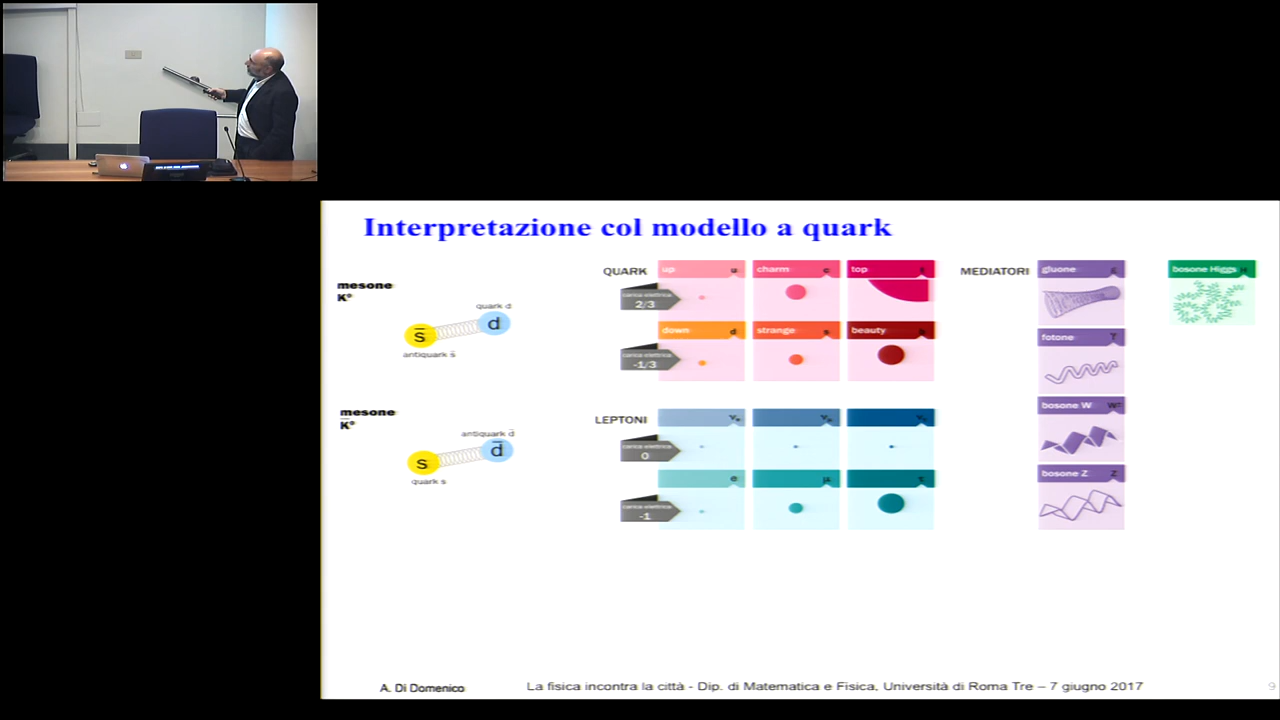 Interpretazione col modello a quark
mesone
K°
quark d
s̄
d
antiquark s̄
mesone
K̄°
antiquark d̄
s
d̄
quark s
QUARK
up
u
charm
c
top
t
carica elettrica
2/3
down
d
strange
s
beauty
b
carica elettrica
-1/3
LEPTONI
carica elettrica
0
e
μ
τ
carica elettrica
-1
MEDIATORI
gluone
g
fotone
bosone W
bosone Z
Z
bosone Higgs
H
A. Di Domenico
La fisica incontra la città - Dip. di Matematica e Fisica, Università di Roma Tre – 7 giugno 2017
9